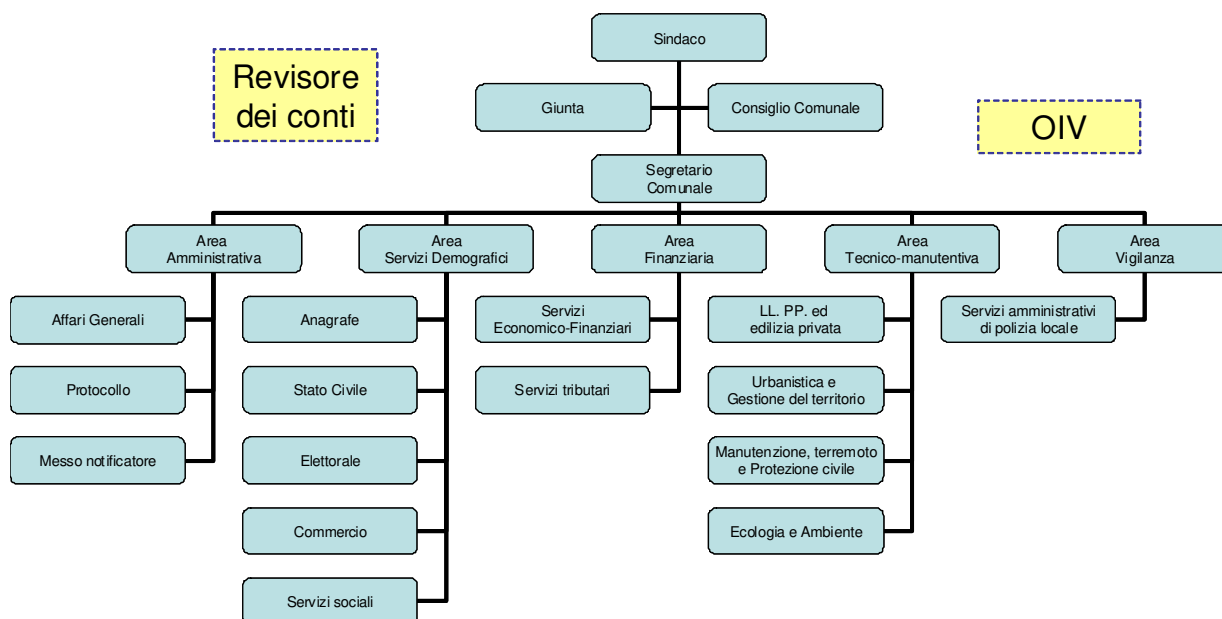 Sindaco
Revisore
dei conti
Giunta
Consiglio Comunale
OIV
Segretario
Comunale
Area
Amministrativa
Area
Servizi Demografici
Area
Finanziaria
Area
Tecnico-manutentiva
Area
Vigilanza
Affari Generali
Anagrafe
Servizi
Economico-Finanziari
LL. PP. ed
edilizia privata
Servizi amministrativi
di polizia locale
Protocollo
Stato Civile
Servizi tributari
Urbanistica e
Gestione del territorio
Messo notificatore
Elettorale
Manutenzione, terremoto
e Protezione civile
Commercio
Ecologia e Ambiente
Servizi sociali